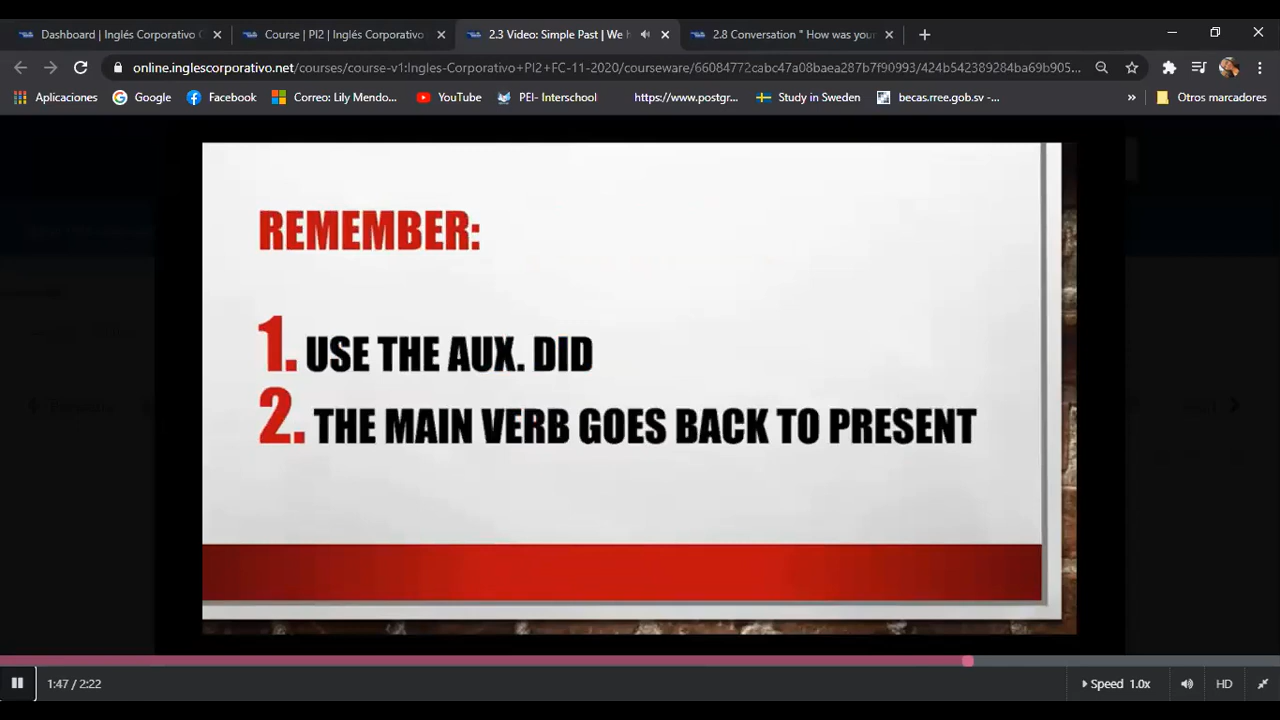 Dashboard | Inglés Corporativo C
Course | PI2 | Inglés Corporativo
2.3 Video: Simple Past | We h
2.8 Conversation " How was your
online.inglescorporativo.net/courses/course-v1:Ingles-Corporativo+PI2+FC-11-2020/courseware/66084772cabc47a08baea287b7f90993/424b542389284ba69b905...
Aplicaciones
Google
Facebook
Correo: Lily Mendo...
YouTube
PEI- Interschool
https://www.postgr...
Study in Sweden
becas.rree.gob.sv -...
Otros marcadores
REMEMBER:
1. USE THE AUX. DID
2. THE MAIN VERB GOES BACK TO PRESENT
1:47 / 2:22
Speed 1.0x
HD